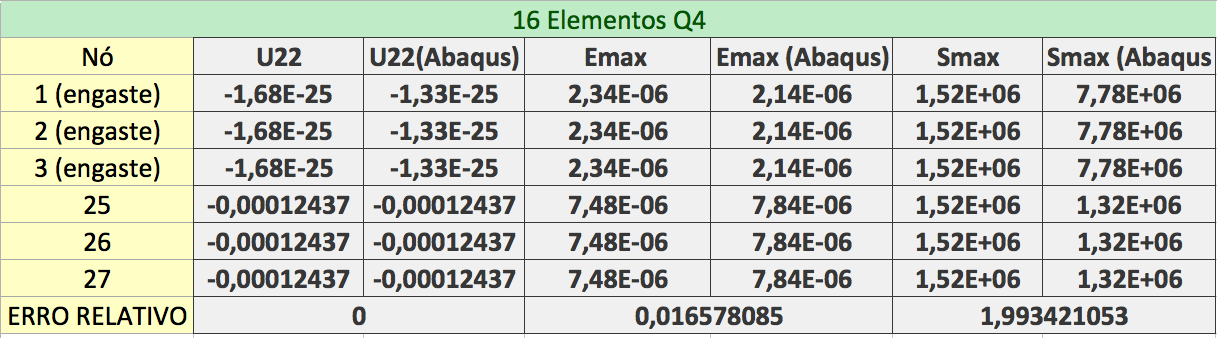 16 Elementos Q4
Nó U22 U22(Abaqus) Emax Emax (Abaqus) Smax Smax (Abaqus
1 (engaste) -1,68E-25 -1,33E-25 2,34E-06 2,14E-06 1,52E+06 7,78E+06
2 (engaste) -1,68E-25 -1,33E-25 2,34E-06 2,14E-06 1,52E+06 7,78E+06
3 (engaste) -1,68E-25 -1,33E-25 2,34E-06 2,14E-06 1,52E+06 7,78E+06
25 -0,00012437 -0,00012437 7,48E-06 7,84E-06 1,52E+06 1,32E+06
26 -0,00012437 -0,00012437 7,48E-06 7,84E-06 1,52E+06 1,32E+06
27 -0,00012437 -0,00012437 7,48E-06 7,84E-06 1,52E+06 1,32E+06
ERRO RELATIVO 0 0,016578085 1,993421053